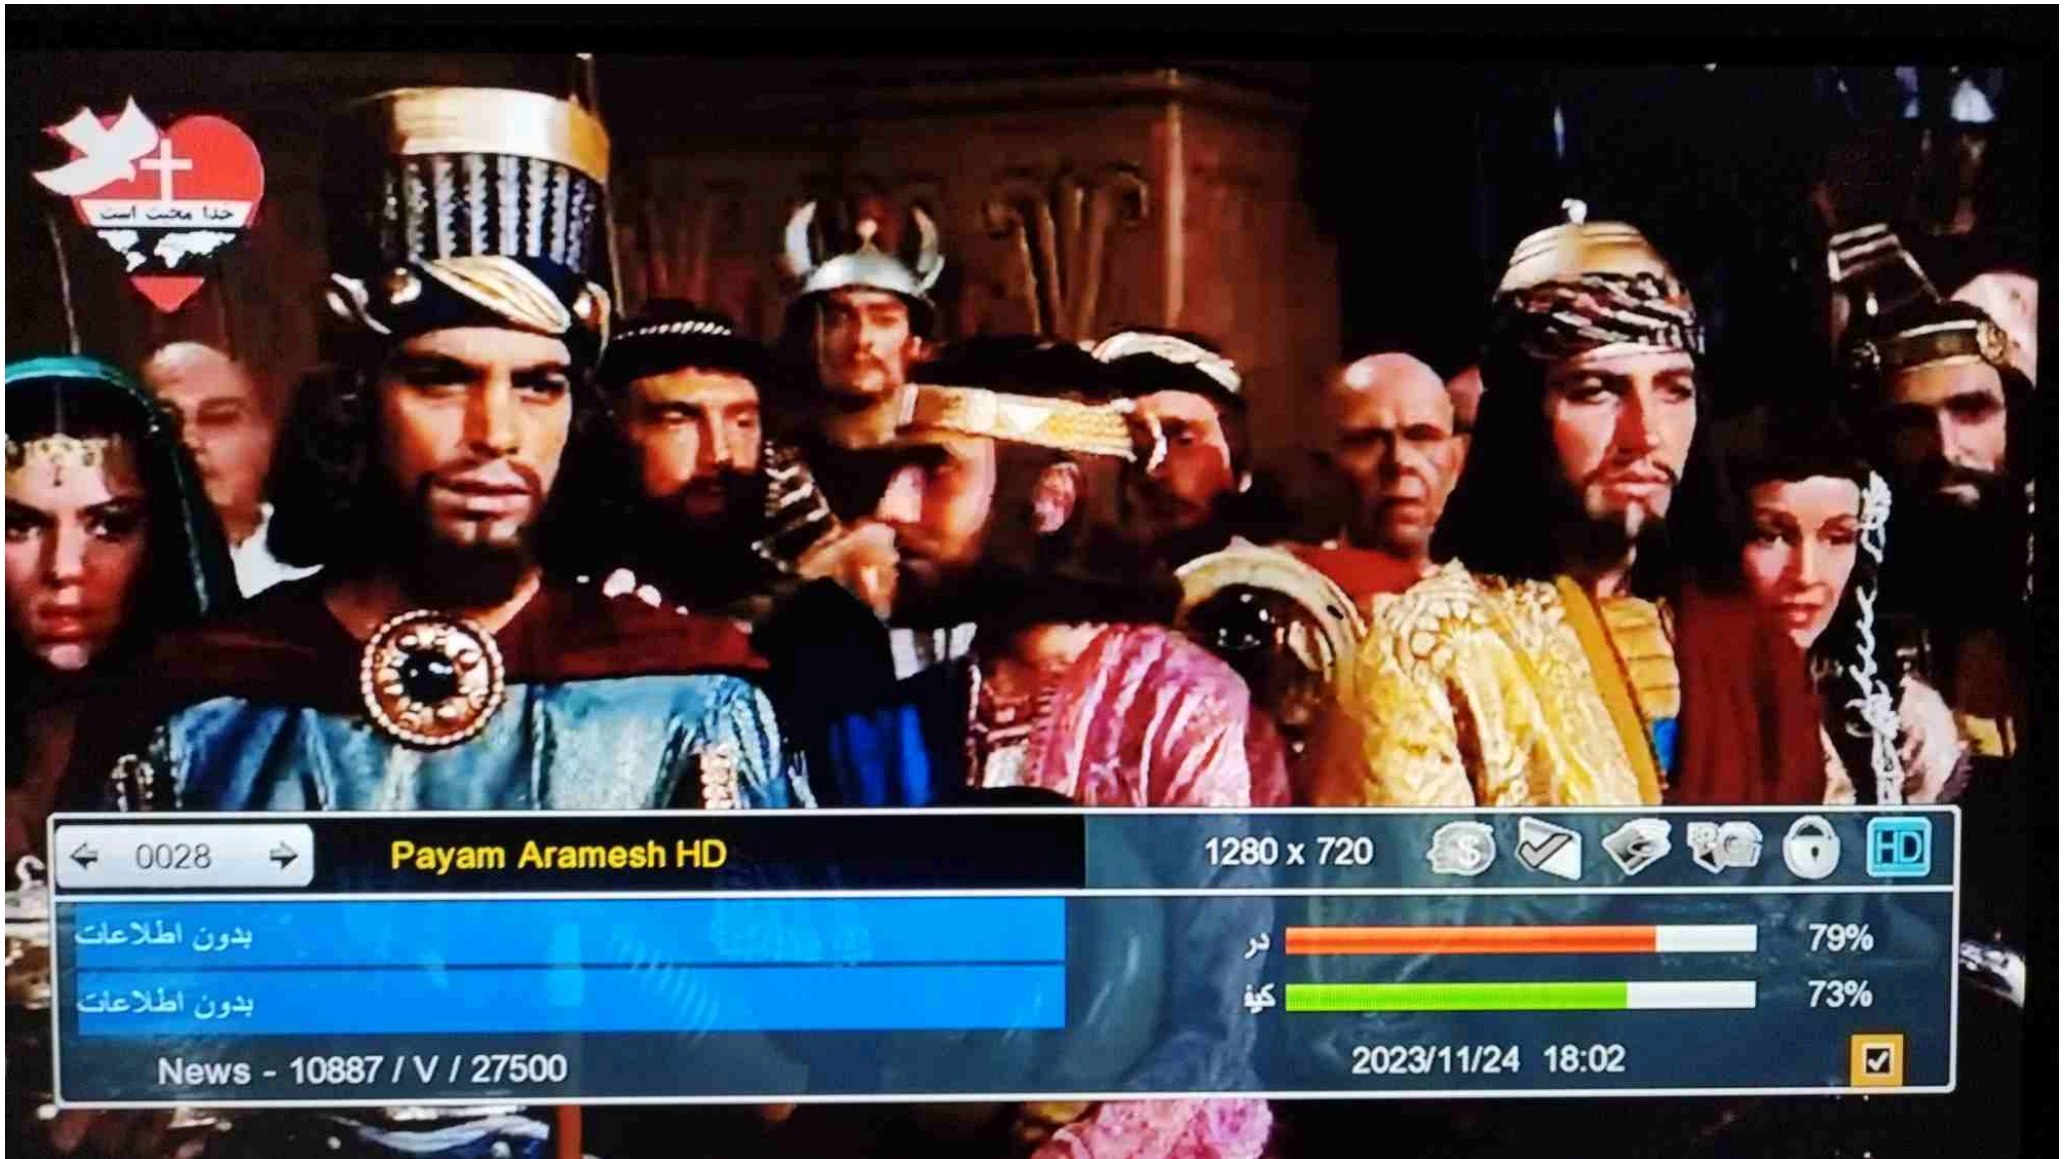 خدا محبت است
0028
Payam Aramesh HD
1280 x 720
HD
بدون اطلاعات
در
79%
بدون اطلاعات
كيف
73%
News - 10887 / V / 27500
2023/11/24 18:02